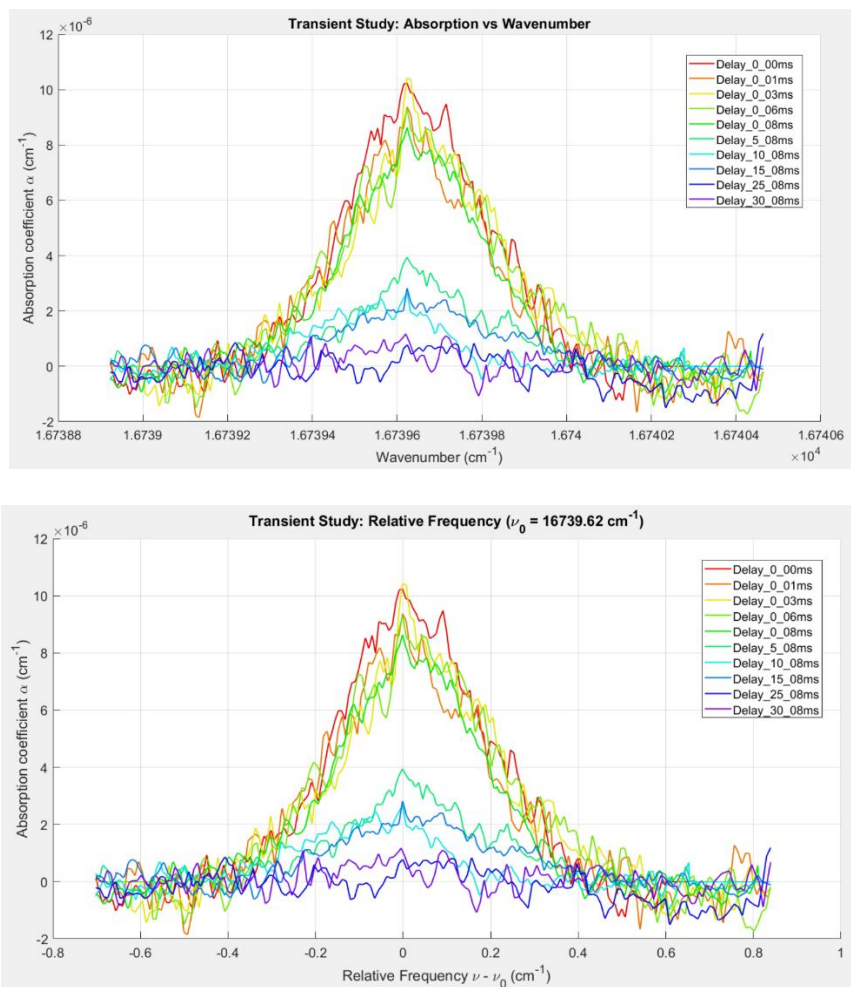 Transient Study: Absorption vs Wavenumber
×10⁻⁶
12
10
8
6
4
2
0
-2
Absorption coefficient α (cm⁻¹)
Delay_0_00ms
Delay_0_01ms
Delay_0_03ms
Delay_0_06ms
Delay_0_08ms
Delay_5_08ms
Delay_10_08ms
Delay_15_08ms
Delay_25_08ms
Delay_30_08ms
1.67388 1.6739 1.67392 1.67394 1.67396 1.67398 1.674 1.67402 1.67404 1.67406
Wavenumber (cm⁻¹)
×10⁴
Transient Study: Relative Frequency (ν₀ = 16739.62 cm⁻¹)
×10⁻⁶
12
10
8
6
4
2
0
-2
Absorption coefficient α (cm⁻¹)
Delay_0_00ms
Delay_0_01ms
Delay_0_03ms
Delay_0_06ms
Delay_0_08ms
Delay_5_08ms
Delay_10_08ms
Delay_15_08ms
Delay_25_08ms
Delay_30_08ms
-0.8 -0.6 -0.4 -0.2 0 0.2 0.4 0.6 0.8 1
Relative Frequency ν - ν₀ (cm⁻¹)